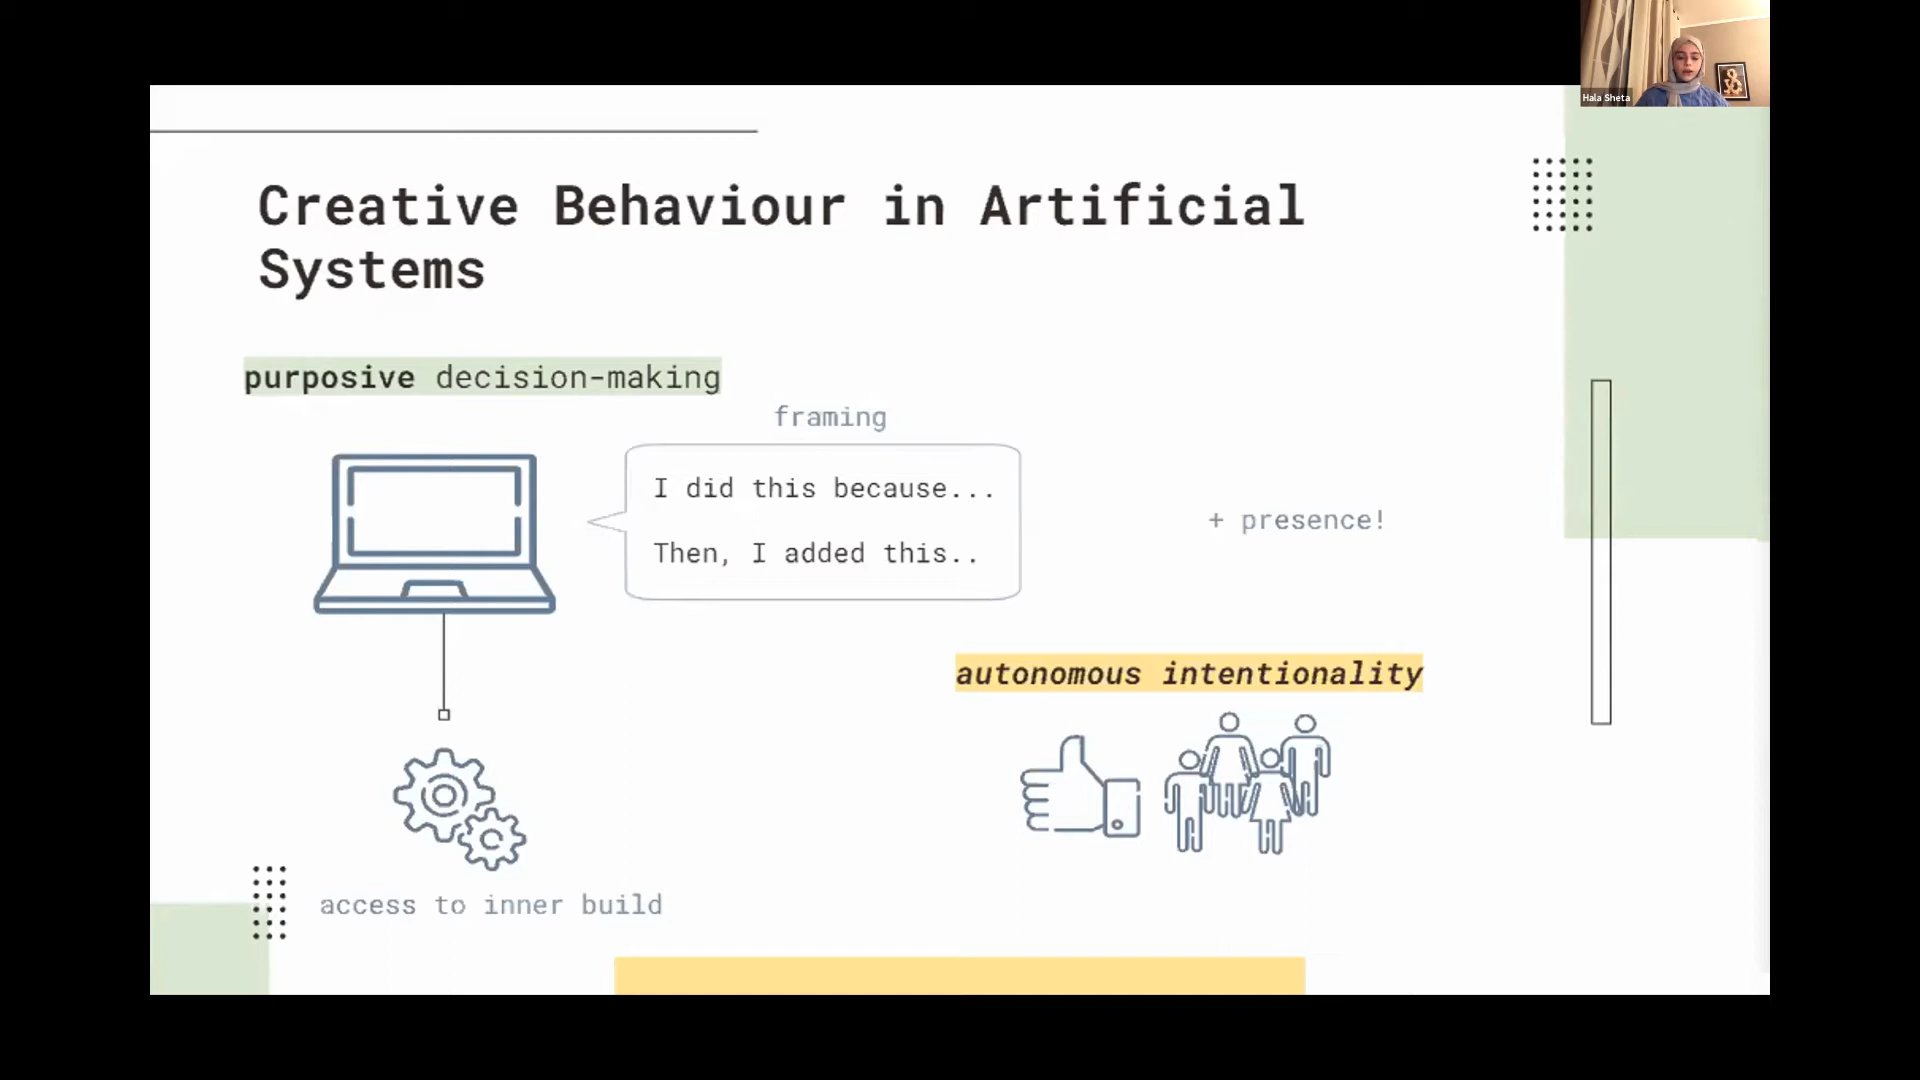 Hala Sheta
Creative Behaviour in Artificial
Systems
purposive decision-making
framing
I did this because...
Then, I added this..
+ presence!
autonomous intentionality
access to inner build